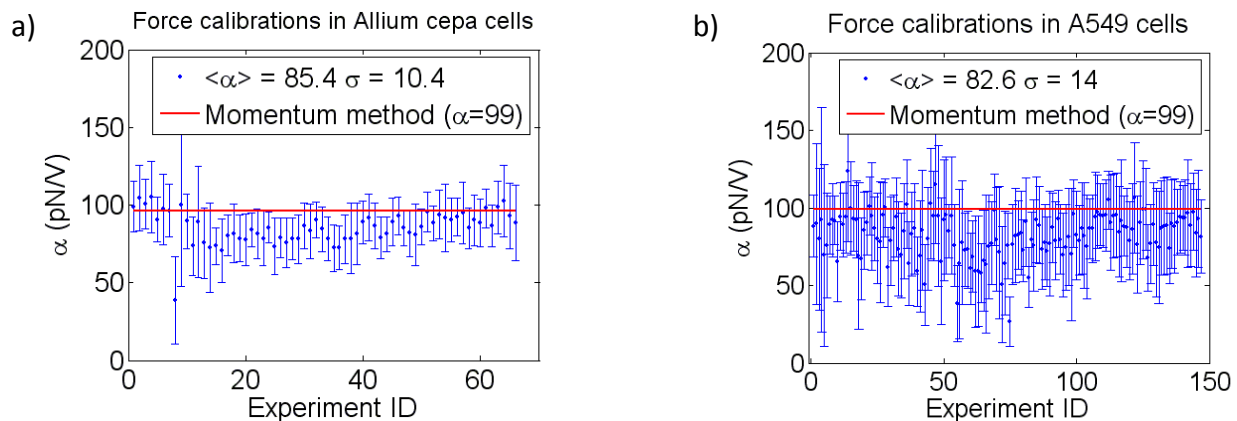 a)
Force calibrations in Allium cepa cells
200
150
100
50
0
α (pN/V)
<α> = 85.4 σ = 10.4
Momentum method (α=99)
0 20 40 60
Experiment ID
b)
Force calibrations in A549 cells
200
150
100
50
0
α (pN/V)
<α> = 82.6 σ = 14
Momentum method (α=99)
0 50 100 150
Experiment ID